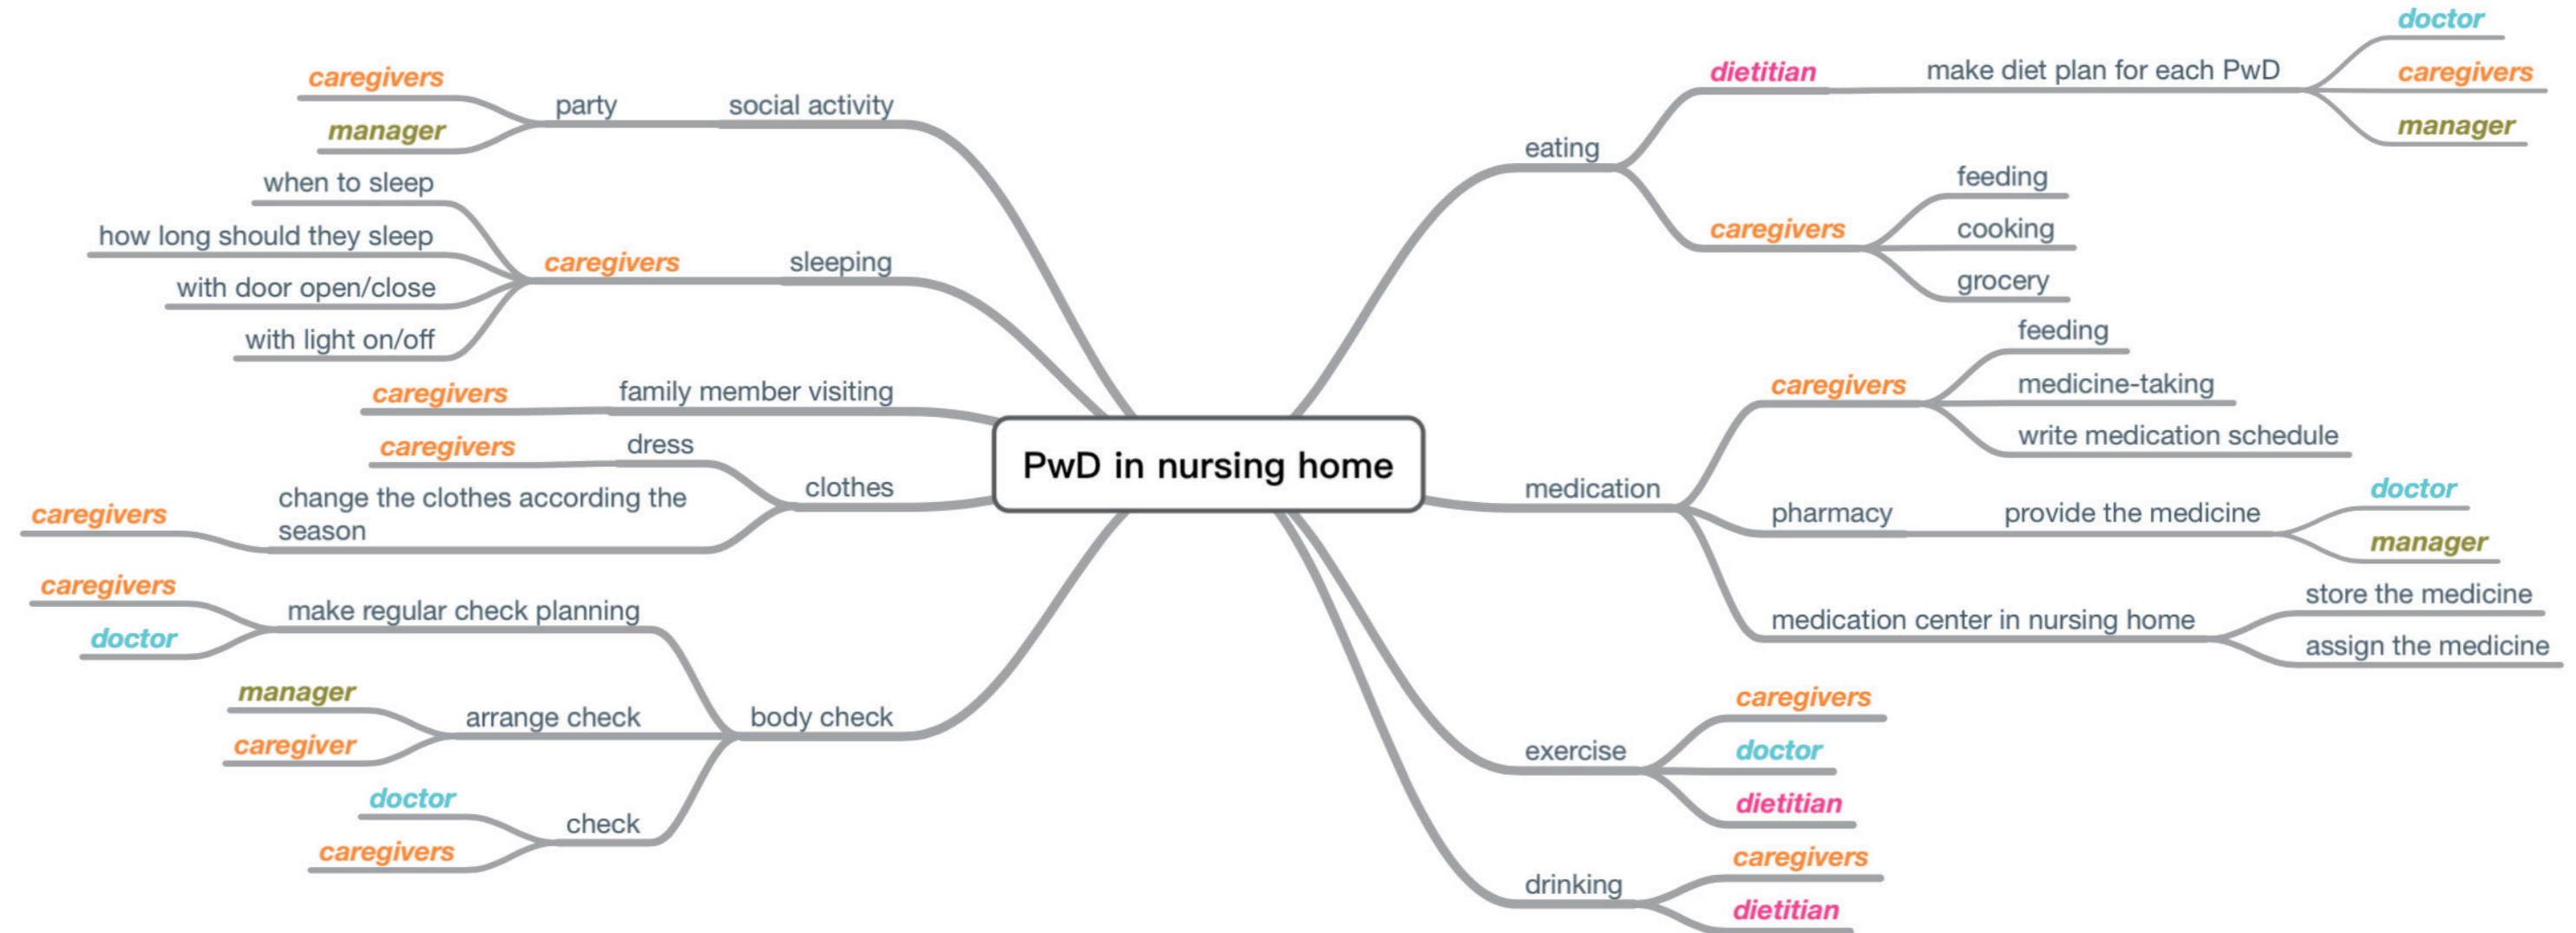 PwD in nursing home
social activity
party
caregivers
manager
sleeping
caregivers
when to sleep
how long should they sleep
with door open/close
with light on/off
family member visiting
caregivers
clothes
dress
caregivers
change the clothes according the
season
caregivers
body check
make regular check planning
caregivers
doctor
arrange check
manager
caregiver
check
doctor
caregivers
eating
dietitian
make diet plan for each PwD
doctor
caregivers
manager
caregivers
feeding
cooking
grocery
medication
caregivers
feeding
medicine-taking
write medication schedule
pharmacy
provide the medicine
doctor
manager
medication center in nursing home
store the medicine
assign the medicine
exercise
caregivers
doctor
dietitian
drinking
caregivers
dietitian